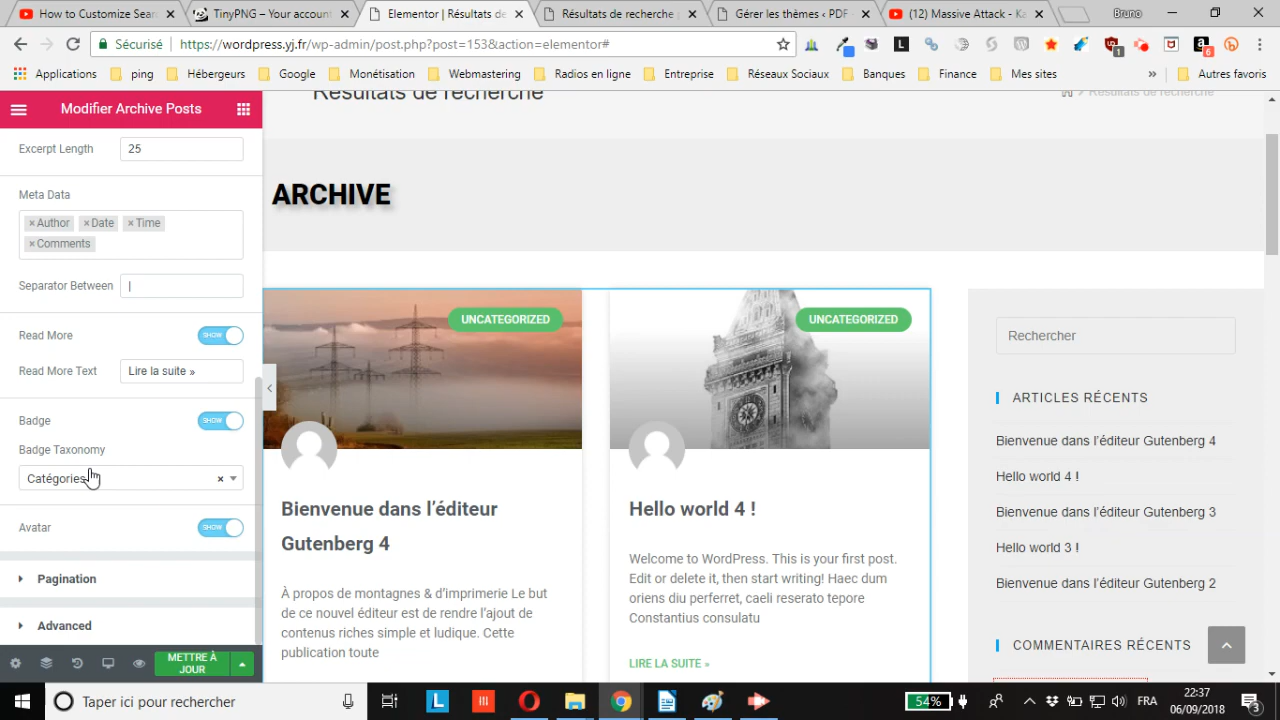 How to Customize Sear
TinyPNG – Your account
Elementor | Résultats de
Résultats de recherche
Gérer les thèmes ‹ PDF
(12) Massive Attack - Ka
Bruno
Sécurisé
https://wordpress.yj.fr/wp-admin/post.php?post=153&action=elementor#
1
6
Applications
ping
Hébergeurs
Google
Monétisation
Webmastering
Radios en ligne
Entreprise
Réseaux Sociaux
Banques
Finance
Mes sites
»
Autres favoris
Modifier Archive Posts
Excerpt Length
25
Meta Data
× Author
× Date
× Time
× Comments
Separator Between
|
Read More
SHOW
Read More Text
Lire la suite »
Badge
SHOW
Badge Taxonomy
Catégories
×
Avatar
SHOW
Pagination
Advanced
METTRE À
JOUR
Résultats de recherche
> Résultats de recherche
ARCHIVE
UNCATEGORIZED
Bienvenue dans l’éditeur
Gutenberg 4
À propos de montagnes & d’imprimerie Le but
de ce nouvel éditeur est de rendre l’ajout de
contenus riches simple et ludique. Cette
publication toute
UNCATEGORIZED
Hello world 4 !
Welcome to WordPress. This is your first post.
Edit or delete it, then start writing! Haec dum
oriens diu perferret, caeli reserato tepore
Constantius consulatu
LIRE LA SUITE »
Rechercher
ARTICLES RÉCENTS
Bienvenue dans l’éditeur Gutenberg 4
Hello world 4 !
Bienvenue dans l’éditeur Gutenberg 3
Hello world 3 !
Bienvenue dans l’éditeur Gutenberg 2
COMMENTAIRES RÉCENTS
Taper ici pour rechercher
54%
FRA
22:37
06/09/2018
3